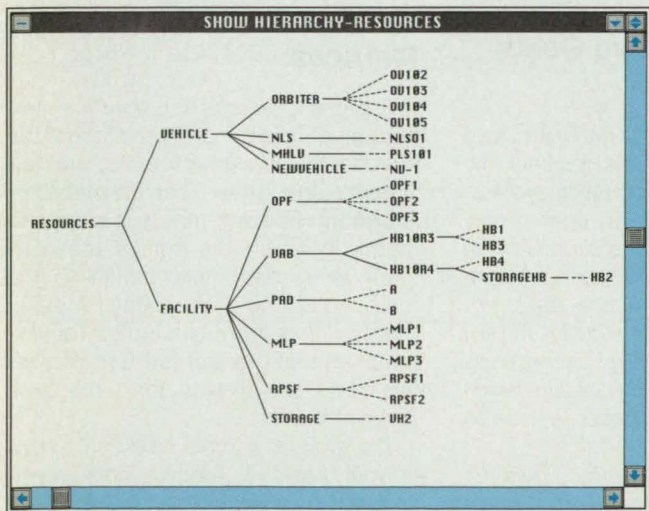 SHOW HIERARCHY-RESOURCES
RESOURCES
VEHICLE
ORBITER
OV102
OV103
OV104
OV105
NLS
NLS01
MHLV
PLS101
NEWVEHICLE
NV-1
FACILITY
OPF
OPF1
OPF2
OPF3
VAB
HB1OR3
HB1
HB3
HB1OR4
HB4
STORAGEHB
HB2
PAD
A
B
MLP
MLP1
MLP2
MLP3
RPSF
RPSF1
RPSF2
STORAGE
VH2